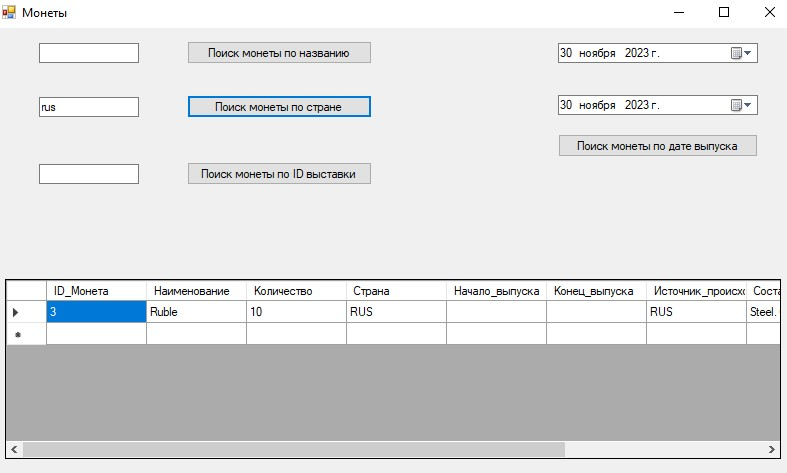 Монеты
Поиск монеты по названию
30 ноября 2023 г.
rus
Поиск монеты по стране
30 ноября 2023 г.
Поиск монеты по дате выпуска
Поиск монеты по ID выставки
ID_Монета Наименование Количество Страна Начало_выпуска Конец_выпуска Источник_происхо Соста
3 Ruble 10 RUS RUS Steel.